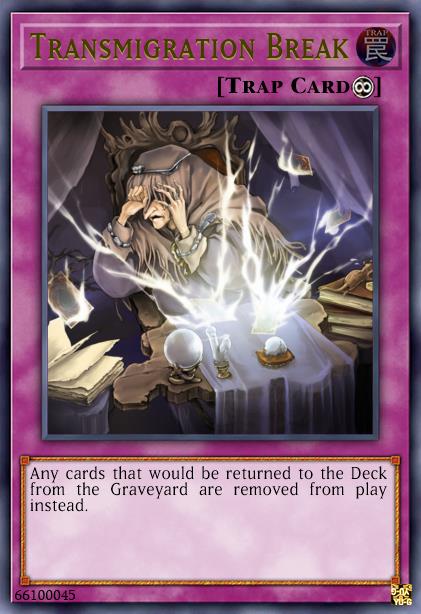 Transmigration Break
TRAP
罠
[Trap Card]
Any cards that would be returned to the Deck
from the Graveyard are removed from play
instead.
66100045